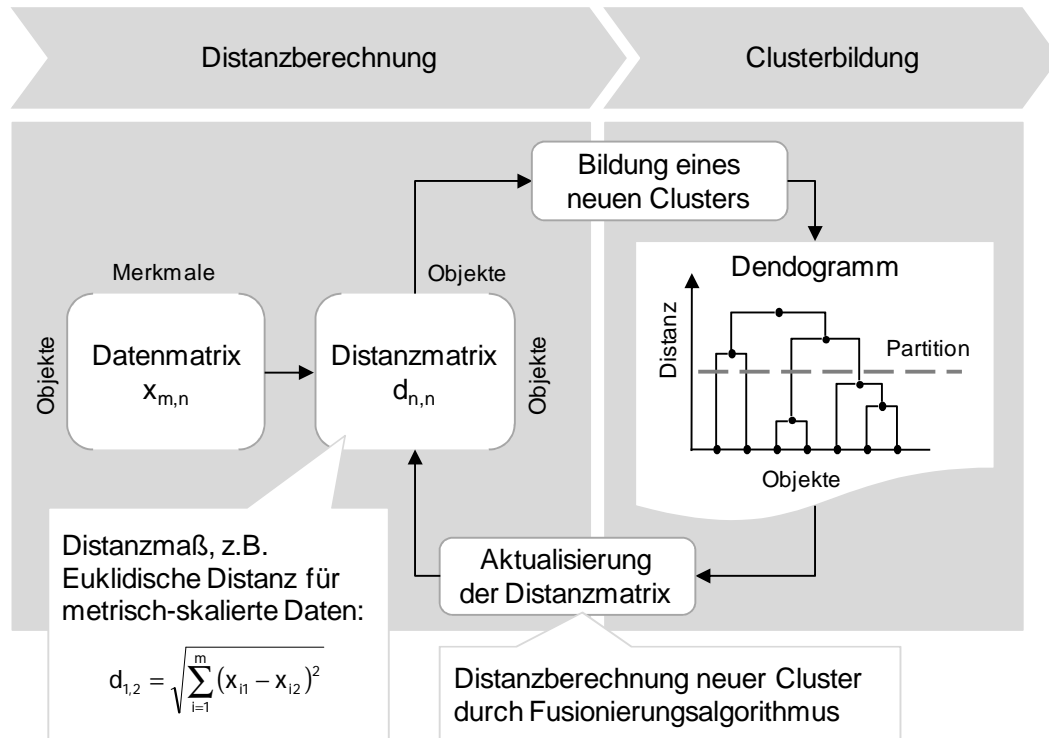 Distanzberechnung
Clusterbildung
Bildung eines
neuen Clusters
Merkmale
Objekte
Objekte
Datenmatrix
x_{m,n}
Distanzmatrix
d_{n,n}
Objekte
Dendogramm
Distanz
Partition
Objekte
Distanzmaß, z.B.
Euklidische Distanz für
metrisch-skalierte Daten:
d_{1,2} = \sqrt{\sum_{i=1}^{m} (x_{i1} - x_{i2})^2}
Aktualisierung
der Distanzmatrix
Distanzberechnung neuer Cluster
durch Fusionierungsalgorithmus